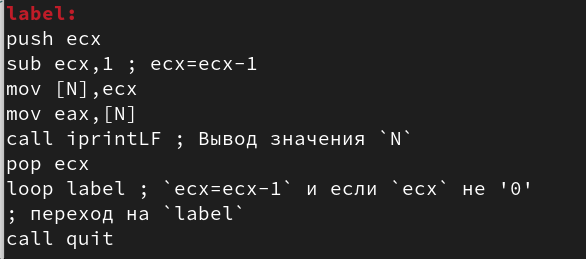 label:
push ecx
sub ecx,1 ; ecx=ecx-1
mov [N],ecx
mov eax,[N]
call iprintLF ; Вывод значения `N`
pop ecx
loop label ; `ecx=ecx-1` и если `ecx` не '0'
; переход на `label`
call quit